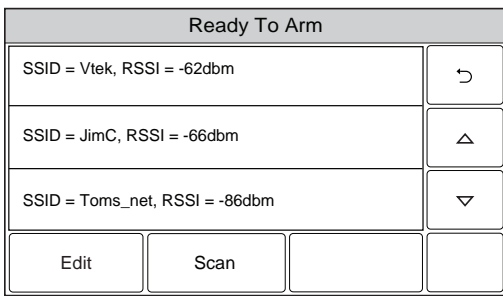 Ready To Arm
SSID = Vtek, RSSI = -62dbm
SSID = JimC, RSSI = -66dbm
SSID = Toms_net, RSSI = -86dbm
Edit
Scan